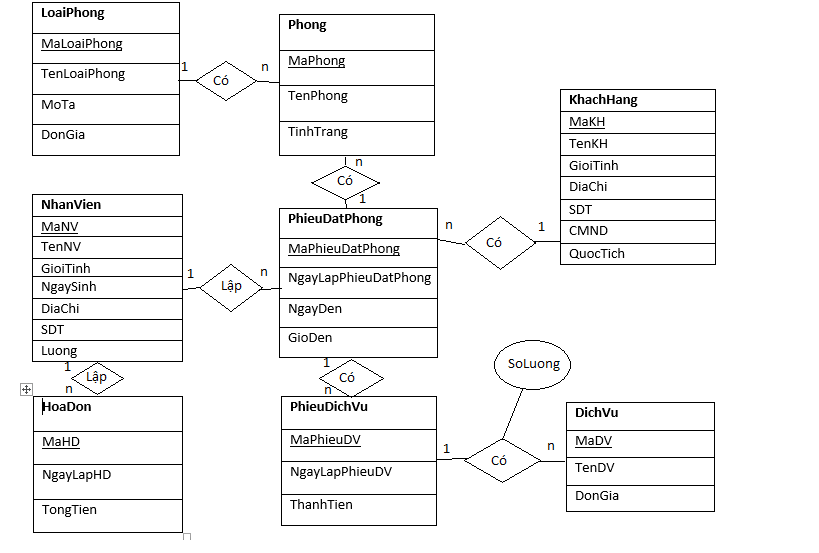 LoaiPhong
MaLoaiPhong
TenLoaiPhong
MoTa
DonGia
1
Có
n
Phong
MaPhong
TenPhong
TinhTrang
n
Có
1
KhachHang
MaKH
TenKH
GioiTinh
DiaChi
SDT
CMND
QuocTich
NhanVien
MaNV
TenNV
GioiTinh
NgaySinh
DiaChi
SDT
Luong
1
Lập
n
PhieuDatPhong
MaPhieuDatPhong
NgayLapPhieuDatPhong
NgayDen
GioDen
n
Có
1
1
Lập
n
HoaDon
MaHD
NgayLapHD
TongTien
1
Có
n
PhieuDichVu
MaPhieuDV
NgayLapPhieuDV
ThanhTien
1
Có
n
SoLuong
DichVu
MaDV
TenDV
DonGia